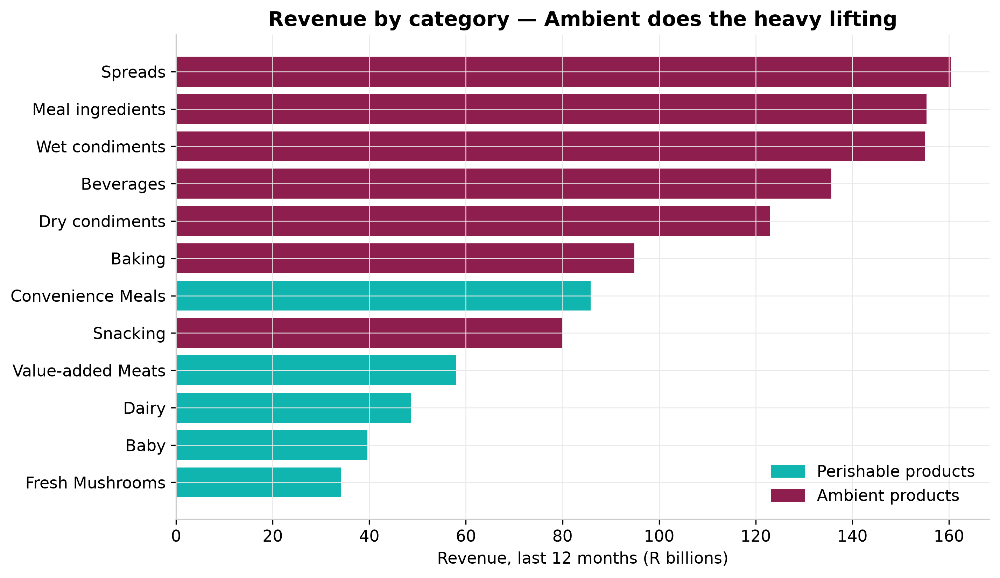 Revenue by category — Ambient does the heavy lifting
Spreads
Meal ingredients
Wet condiments
Beverages
Dry condiments
Baking
Convenience Meals
Snacking
Value-added Meats
Dairy
Baby
Fresh Mushrooms
Perishable products
Ambient products
0 20 40 60 80 100 120 140 160
Revenue, last 12 months (R billions)